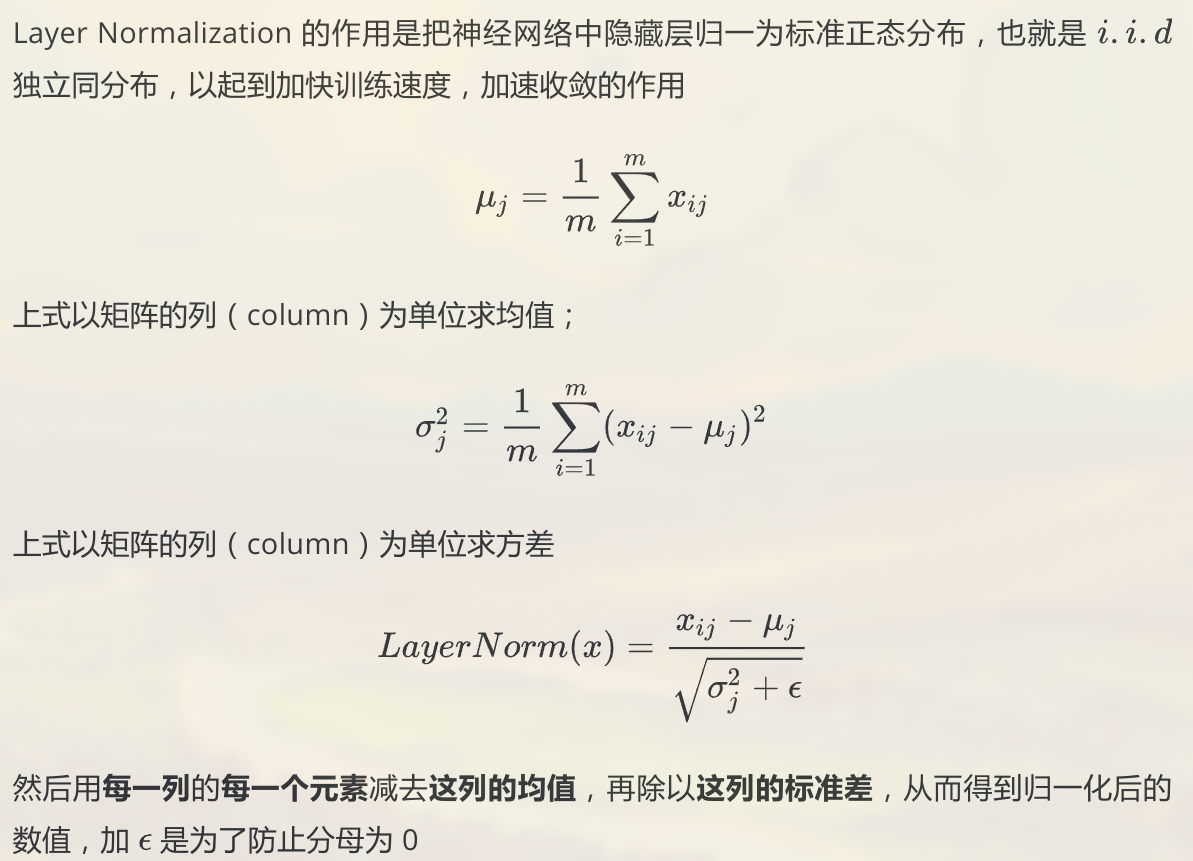 Layer Normalization 的作用是把神经网络中隐藏层归一为标准正态分布，也就是 i.i.d
独立同分布，以起到加快训练速度，加速收敛的作用
μ_j = \frac{1}{m} \sum_{i=1}^{m} x_{ij}
上式以矩阵的列（column）为单位求均值；
σ_j^2 = \frac{1}{m} \sum_{i=1}^{m} (x_{ij} − μ_j)^2
上式以矩阵的列（column）为单位求方差
LayerNorm(x) = \frac{x_{ij} − μ_j}{\sqrt{σ_j^2 + ϵ}}
然后用每一列的每一个元素减去这列的均值，再除以这列的标准差，从而得到归一化后的
数值，加 ϵ 是为了防止分母为 0